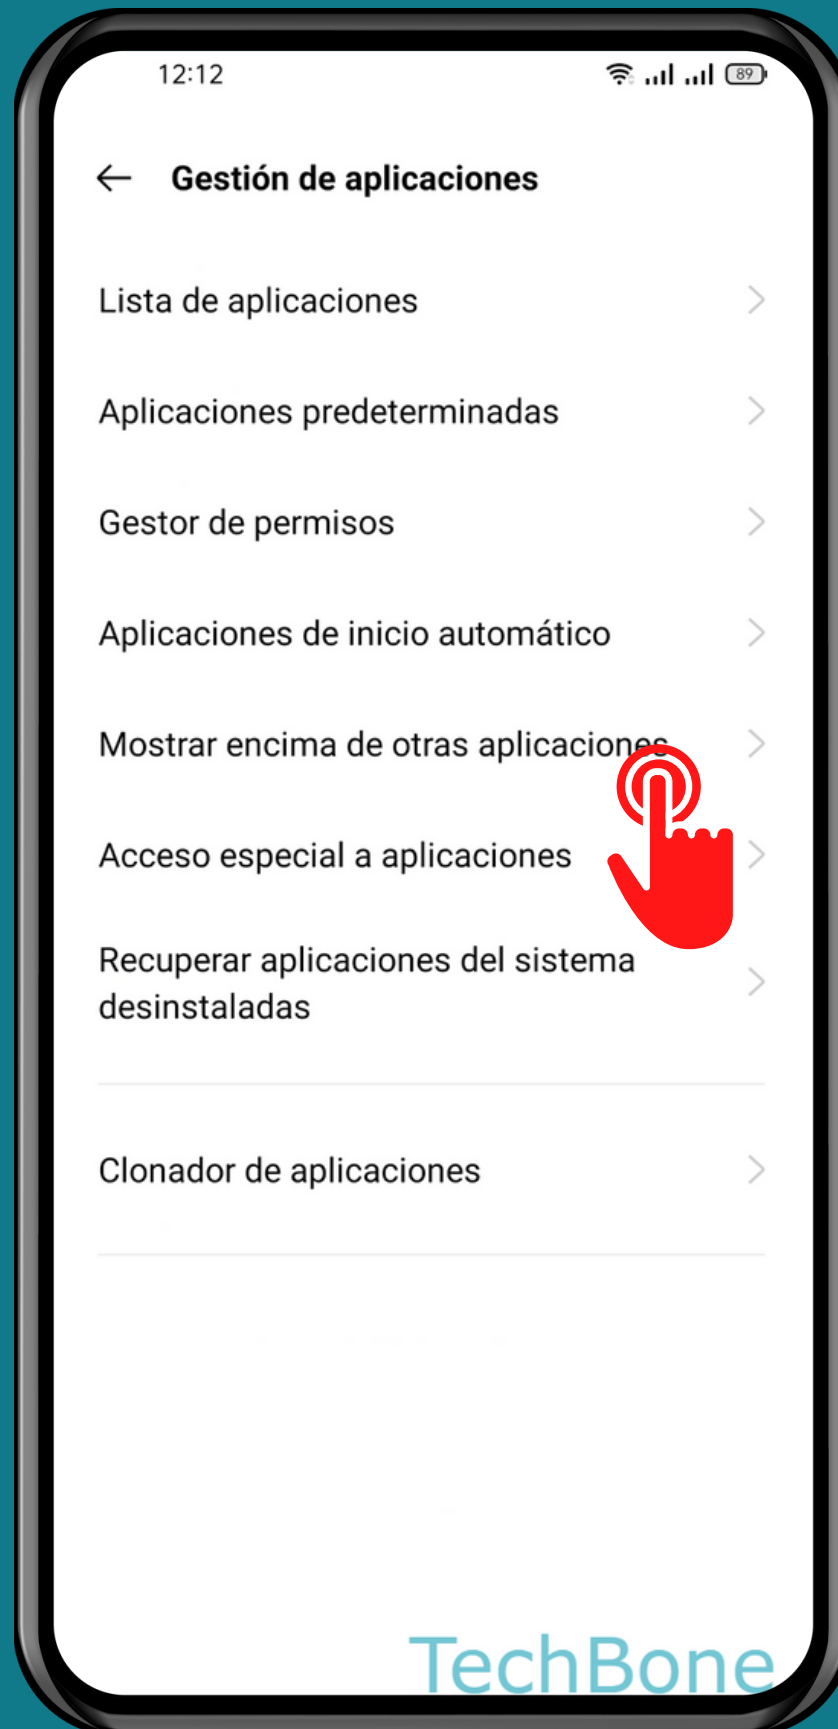 12:12
89
Gestión de aplicaciones
Lista de aplicaciones
Aplicaciones predeterminadas
Gestor de permisos
Aplicaciones de inicio automático
Mostrar encima de otras aplicaciones
Acceso especial a aplicaciones
Recuperar aplicaciones del sistema
desinstaladas
Clonador de aplicaciones
TechBone